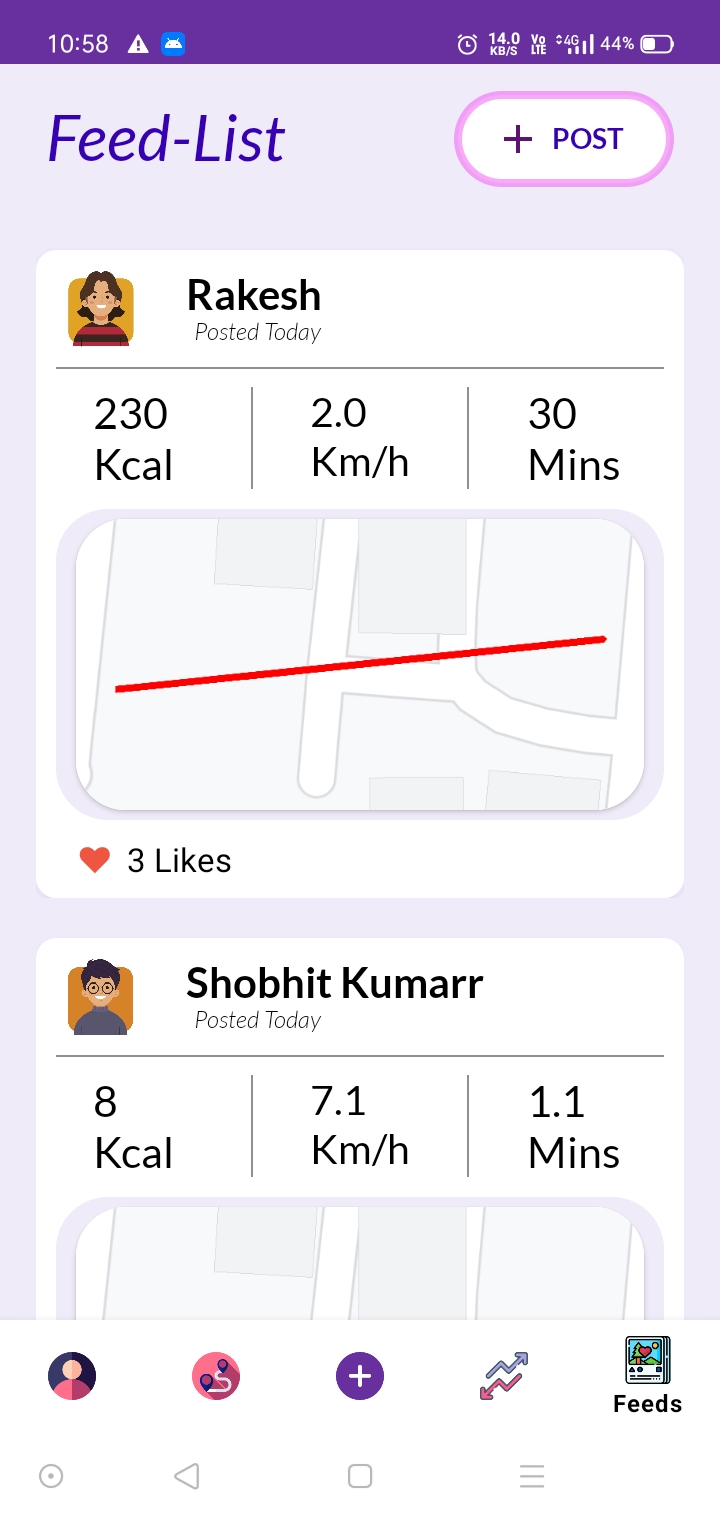 10:58 14.0 KB/S Vo LTE 4G 44%
Feed-List
POST
Rakesh
Posted Today
230 2.0 30
Kcal Km/h Mins
3 Likes
Shobhit Kumarr
Posted Today
8 7.1 1.1
Kcal Km/h Mins
Feeds